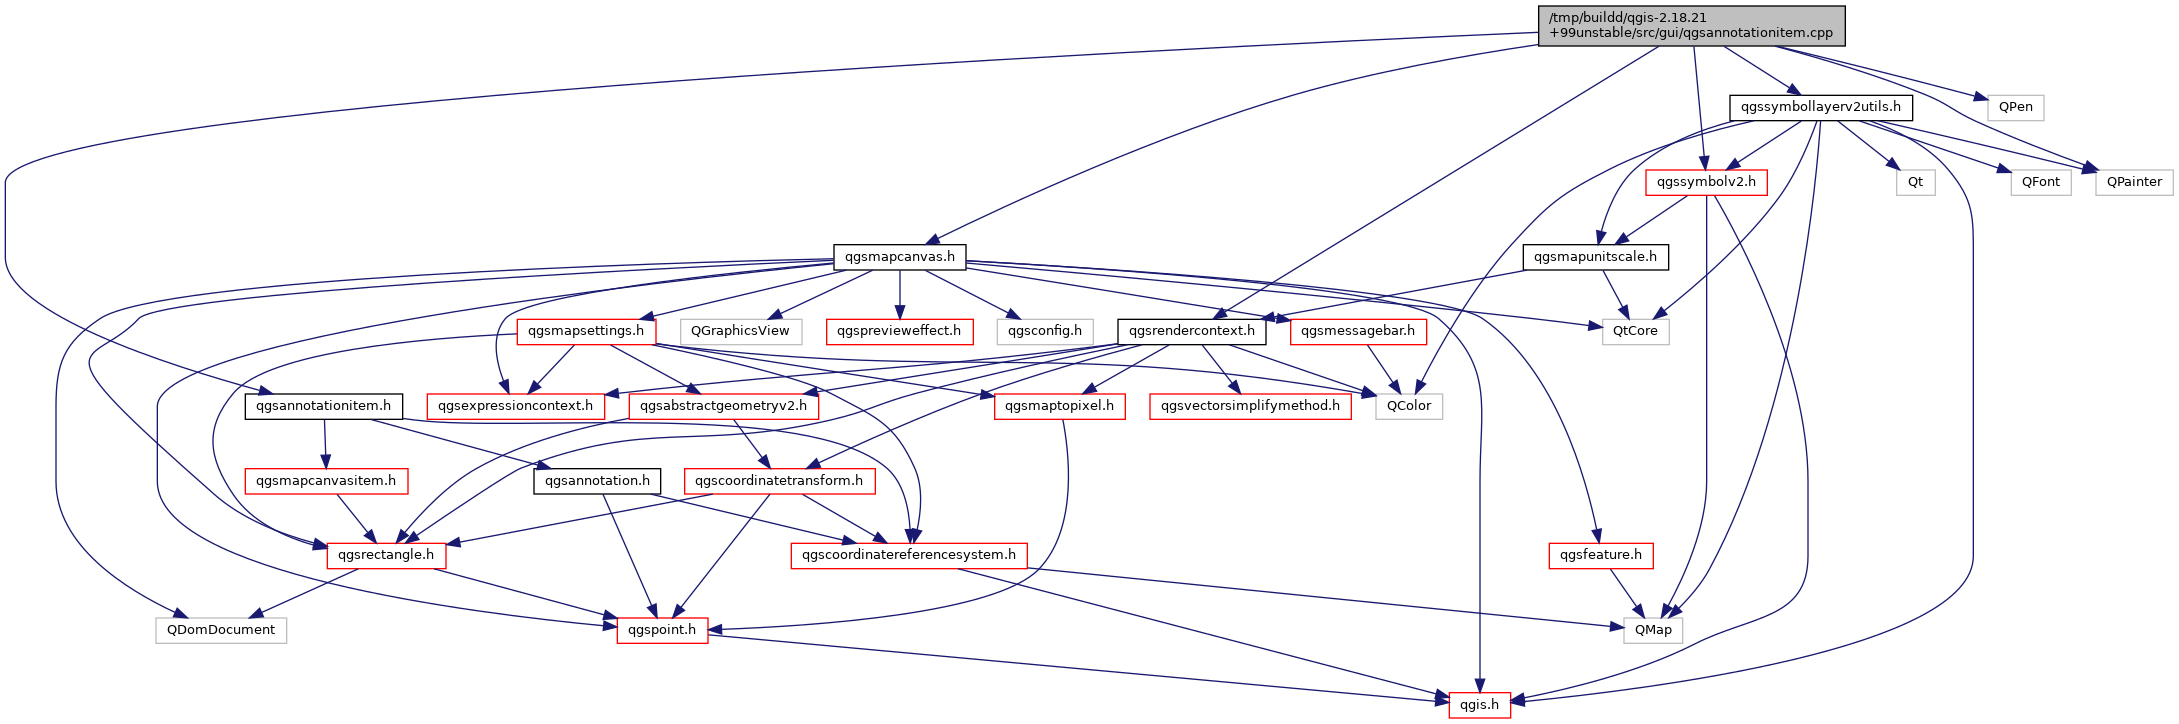 /tmp/buildd/qgis-2.18.21
+99unstable/src/gui/qgsannotationitem.cpp
qgssymbollayerv2utils.h
QPen
qgssymbolv2.h
Qt
QFont
QPainter
qgsmapcanvas.h
qgsmapunitscale.h
qgsmapsettings.h
QGraphicsView
qgspreviewеffect.h
qgsconfig.h
qgsrendercontext.h
qgsmessagebar.h
QtCore
qgsannotationitem.h
qgsexpressioncontext.h
qgsabstractgeometryv2.h
qgsmaptopixel.h
qgsvectorsimplifymethod.h
QColor
qgsmapcanvasitem.h
qgsannotation.h
qgscoordinatetransform.h
qgsrectangle.h
qgscoordinatereferencesystem.h
qgsfeature.h
QDomDocument
qgspoint.h
QMap
qgis.h